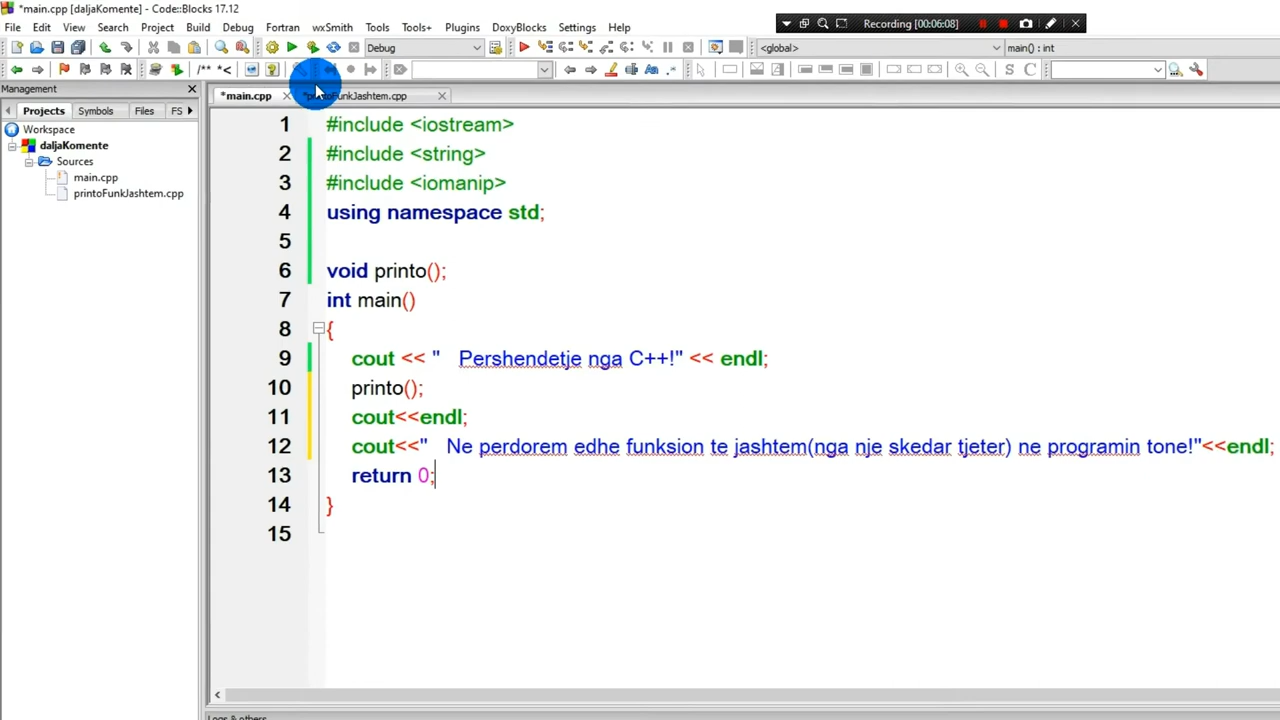 *main.cpp [daljaKomente] - Code::Blocks 17.12
File Edit View Search Project Build Debug Fortran wxSmith Tools Tools+ Plugins DoxyBlocks Settings Help
Recording [00:06:08]
Debug
<global>
main() : int
/** *<
Aa .*
S C
Management
*main.cpp
*printoFunkJashtem.cpp
Projects Symbols Files FS
Workspace
daljaKomente
Sources
main.cpp
printoFunkJashtem.cpp
1 #include <iostream>
2 #include <string>
3 #include <iomanip>
4 using namespace std;
5
6 void printo();
7 int main()
8 {
9 cout << "   Pershendetje nga C++!" << endl;
10 printo();
11 cout<<endl;
12 cout<<"   Ne perdorem edhe funksion te jashtem(nga nje skedar tjeter) ne programin tone!"<<endl;
13 return 0;
14 }
15
Logs & others